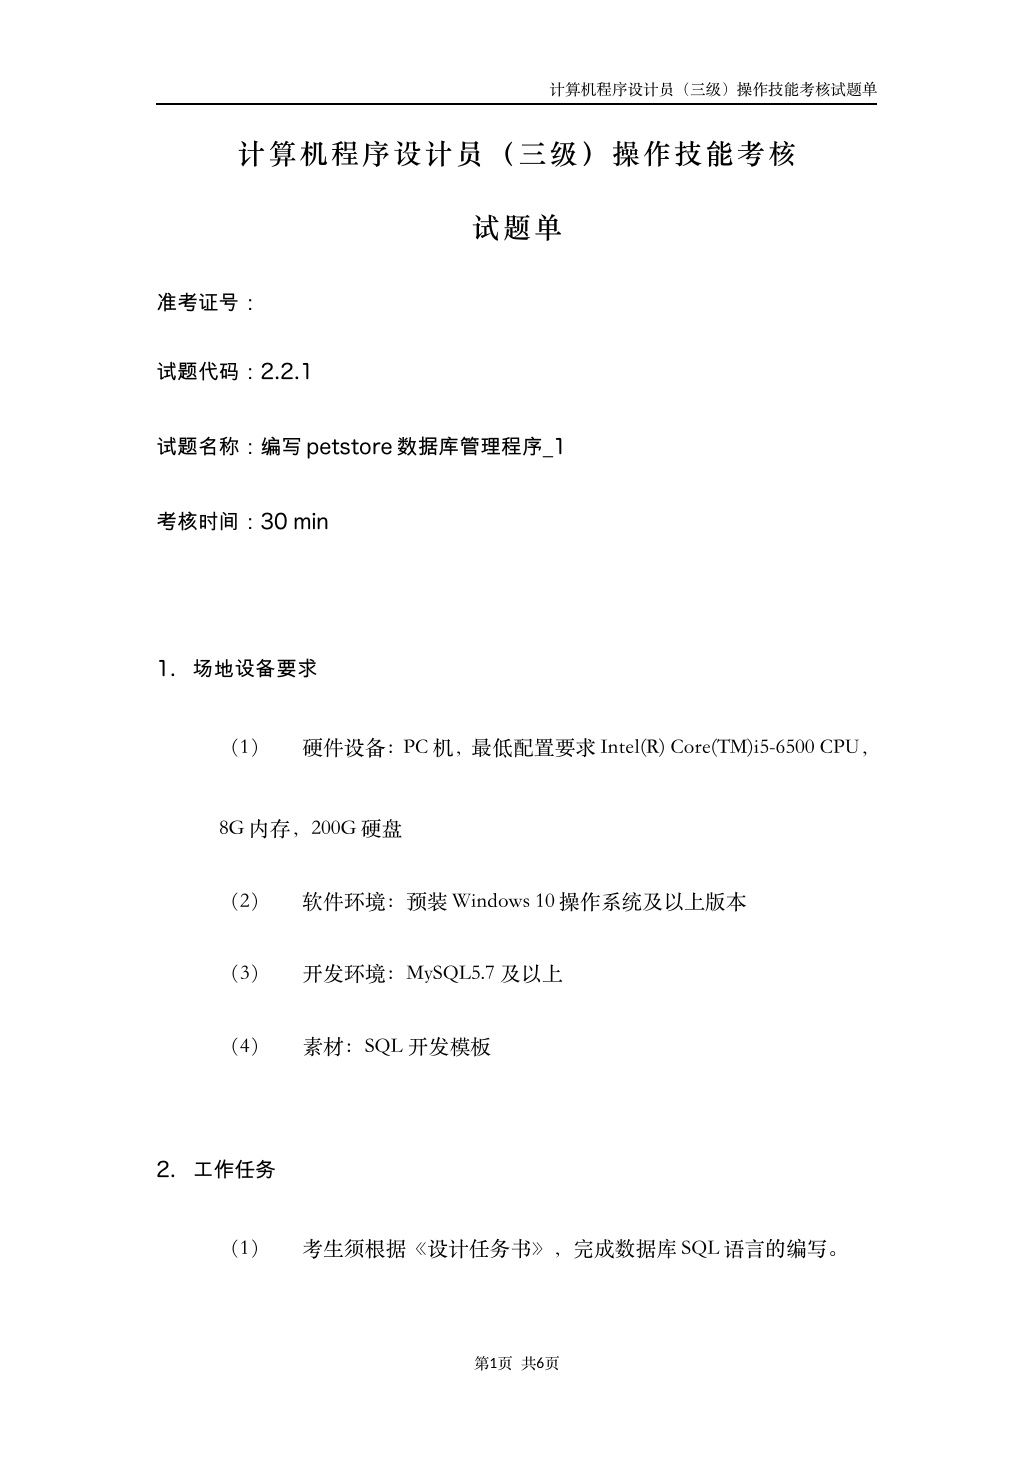 计算机程序设计员（三级）操作技能考核试题单
计算机程序设计员（三级）操作技能考核
试题单
准考证号：
试题代码：2.2.1
试题名称：编写 petstore 数据库管理程序_1
考核时间：30 min
1. 场地设备要求
（1） 硬件设备：PC 机，最低配置要求 Intel(R) Core(TM)i5-6500 CPU，
8G 内存，200G 硬盘
（2） 软件环境：预装 Windows 10 操作系统及以上版本
（3） 开发环境：MySQL5.7 及以上
（4） 素材：SQL 开发模板
2. 工作任务
（1） 考生须根据《设计任务书》，完成数据库 SQL 语言的编写。
第1页 共6页